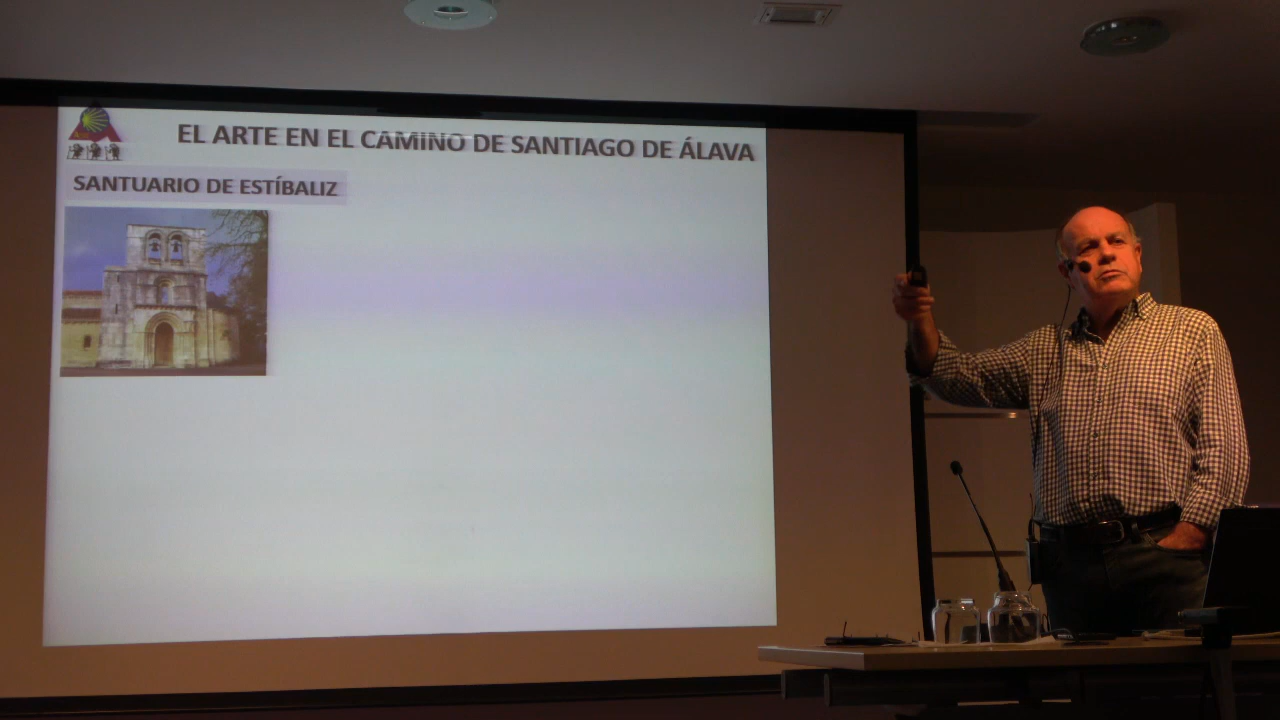 EL ARTE EN EL CAMINO DE SANTIAGO DE ÁLAVA
SANTUARIO DE ESTÍBALIZ